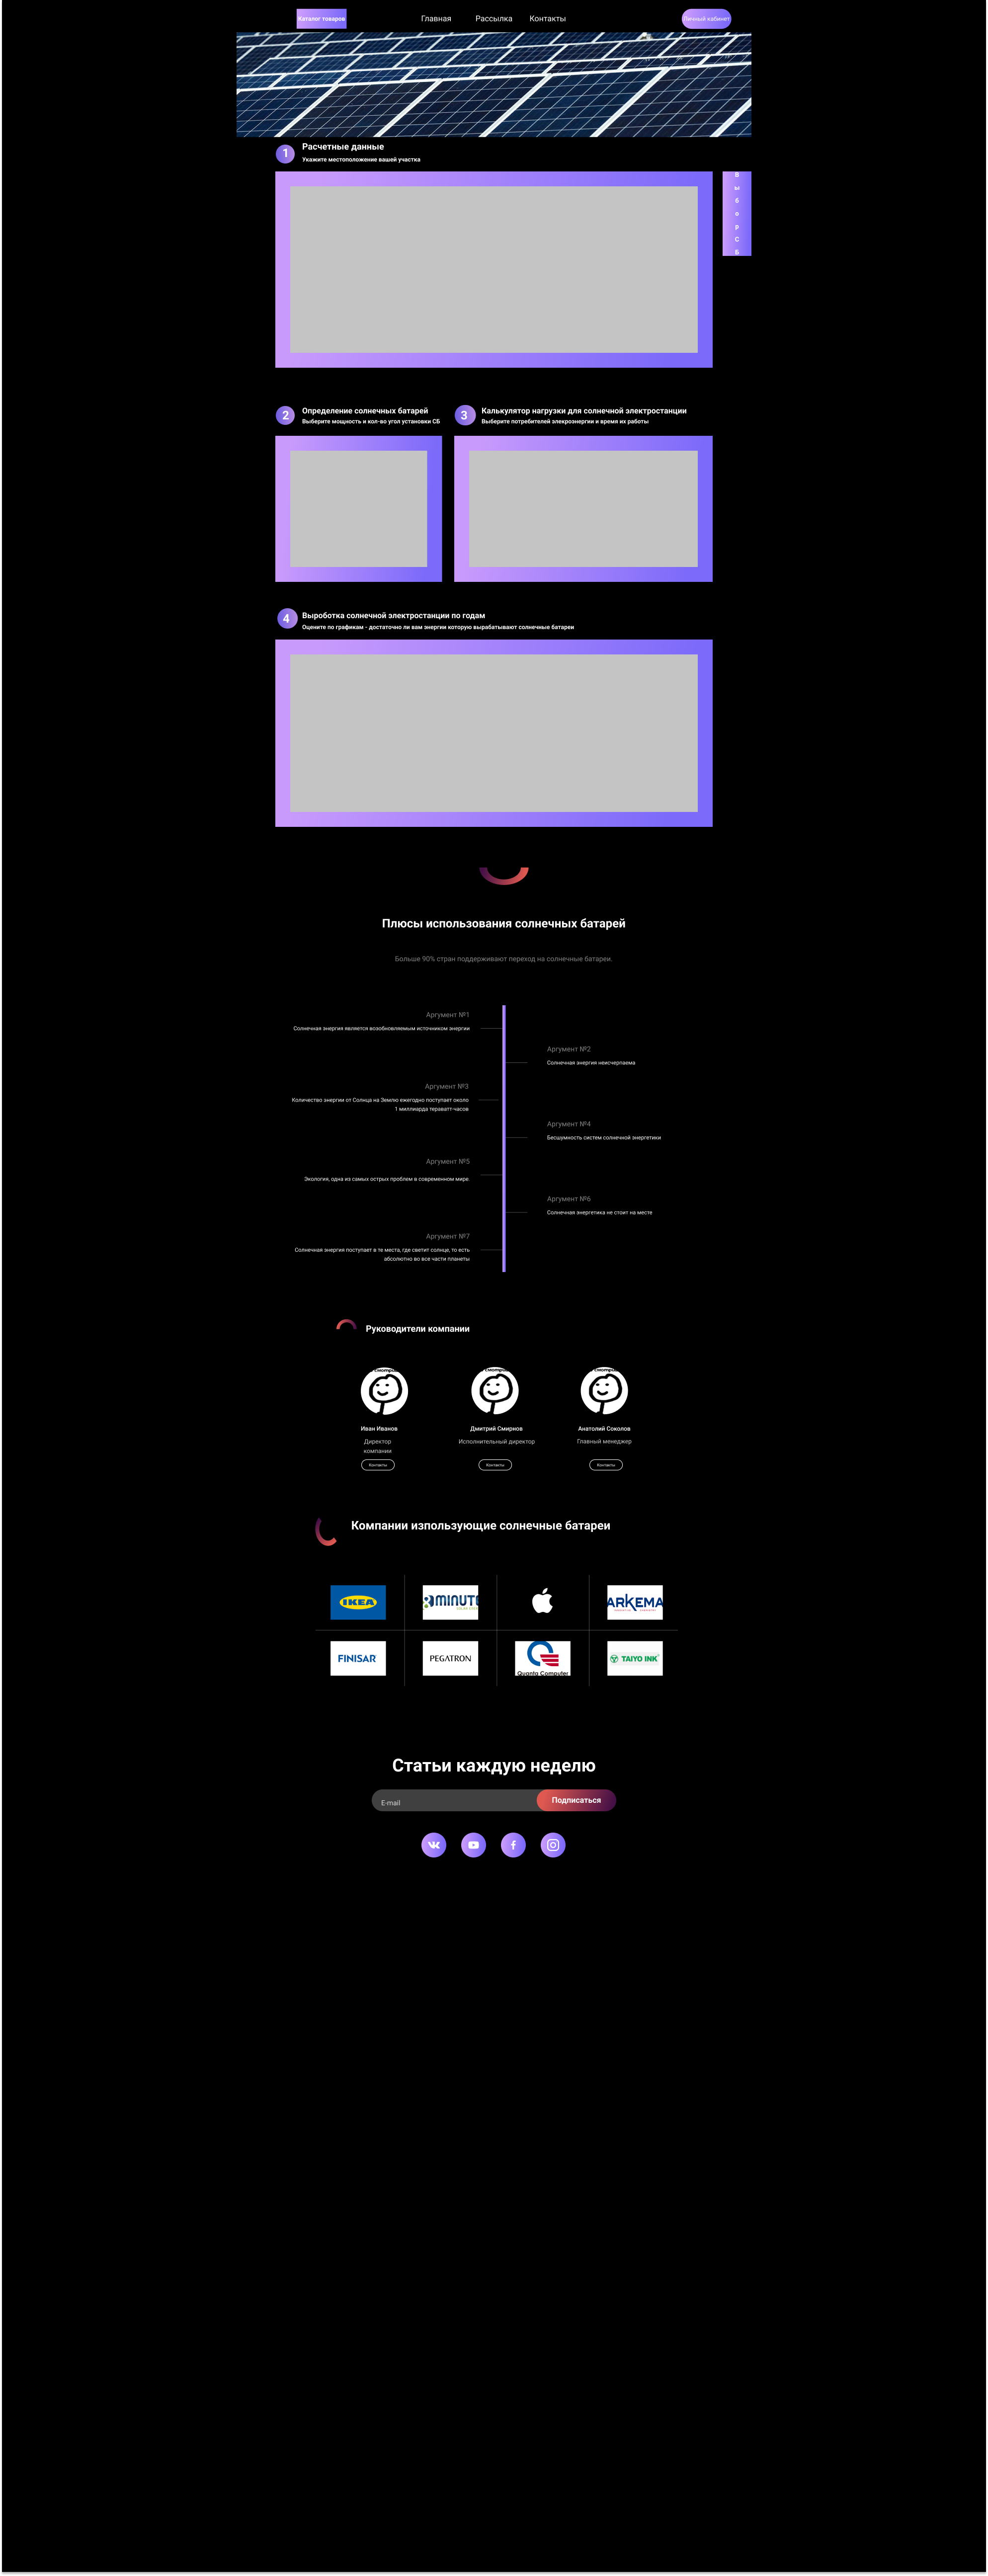 Каталог товаров
Главная
Рассылка
Контакты
Личный кабинет
1
Расчетные данные
Укажите местоположение вашей участка
В
ы
б
о
р
С
Б
2
Определение солнечных батарей
Выберите мощность и кол-во угол установки СБ
3
Калькулятор нагрузки для солнечной электростанции
Выберите потребителей элекроэнергии и время их работы
4
Выроботка солнечной электростанции по годам
Оцените по графикам - достаточно ли вам энергии которую вырабатывают солнечные батареи
Плюсы использования солнечных батарей
Больше 90% стран поддерживают переход на солнечные батареи.
Аргумент №1
Солнечная энергия является возобновляемым источником энергии
Аргумент №2
Солнечная энергия неисчерпаема
Аргумент №3
Количество энергии от Солнца на Землю ежегодно поступает около
1 миллиарда тераватт-часов
Аргумент №4
Бесшумность систем солнечной энергетики
Аргумент №5
Экология, одна из самых острых проблем в современном мире
Аргумент №6
Солнечная энергетика не стоит на месте
Аргумент №7
Солнечная энергия поступает в те места, где светит солнце, то есть
абсолютно во все части планеты
Руководители компании
Иван Иванов
Директор
компании
Контакты
Дмитрий Смирнов
Исполнительный директор
Контакты
Анатолий Соколов
Главный менеджер
Контакты
Компании изпользующие солнечные батареи
IKEA
8MINUTE
ARKEMA
FINISAR
PEGATRON
Quanta Computer
TAIYO INK
Статьи каждую неделю
E-mail
Подписаться